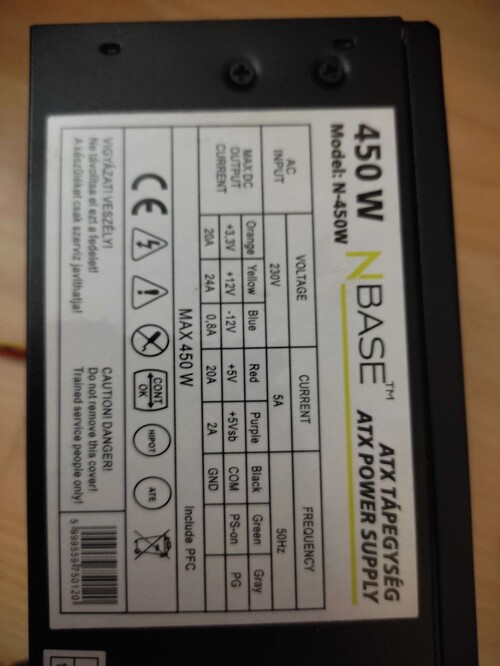 450 W
Model: N-450W
NBASE™
ATX TÁPEGYSÉG
ATX POWER SUPPLY
AC INPUT VOLTAGE CURRENT FREQUENCY
230V 5A 50Hz
MAX DC OUTPUT CURRENT
Orange Yellow Blue Red Purple Black Green Gray
+3,3V +12V -12V +5V +5Vsb COM PS-on PG
20A 24A 0,8A 20A 2A GND
MAX 450 W Include PFC
CE
CONT OK
HIPOT
ATE
VIGYÁZAT! VESZÉLY!
Ne távolítsa el ezt a fedelet!
A készüléket csak szerviz javíthatja!
CAUTION! DANGER!
Do not remove this cover!
Trained service people only!